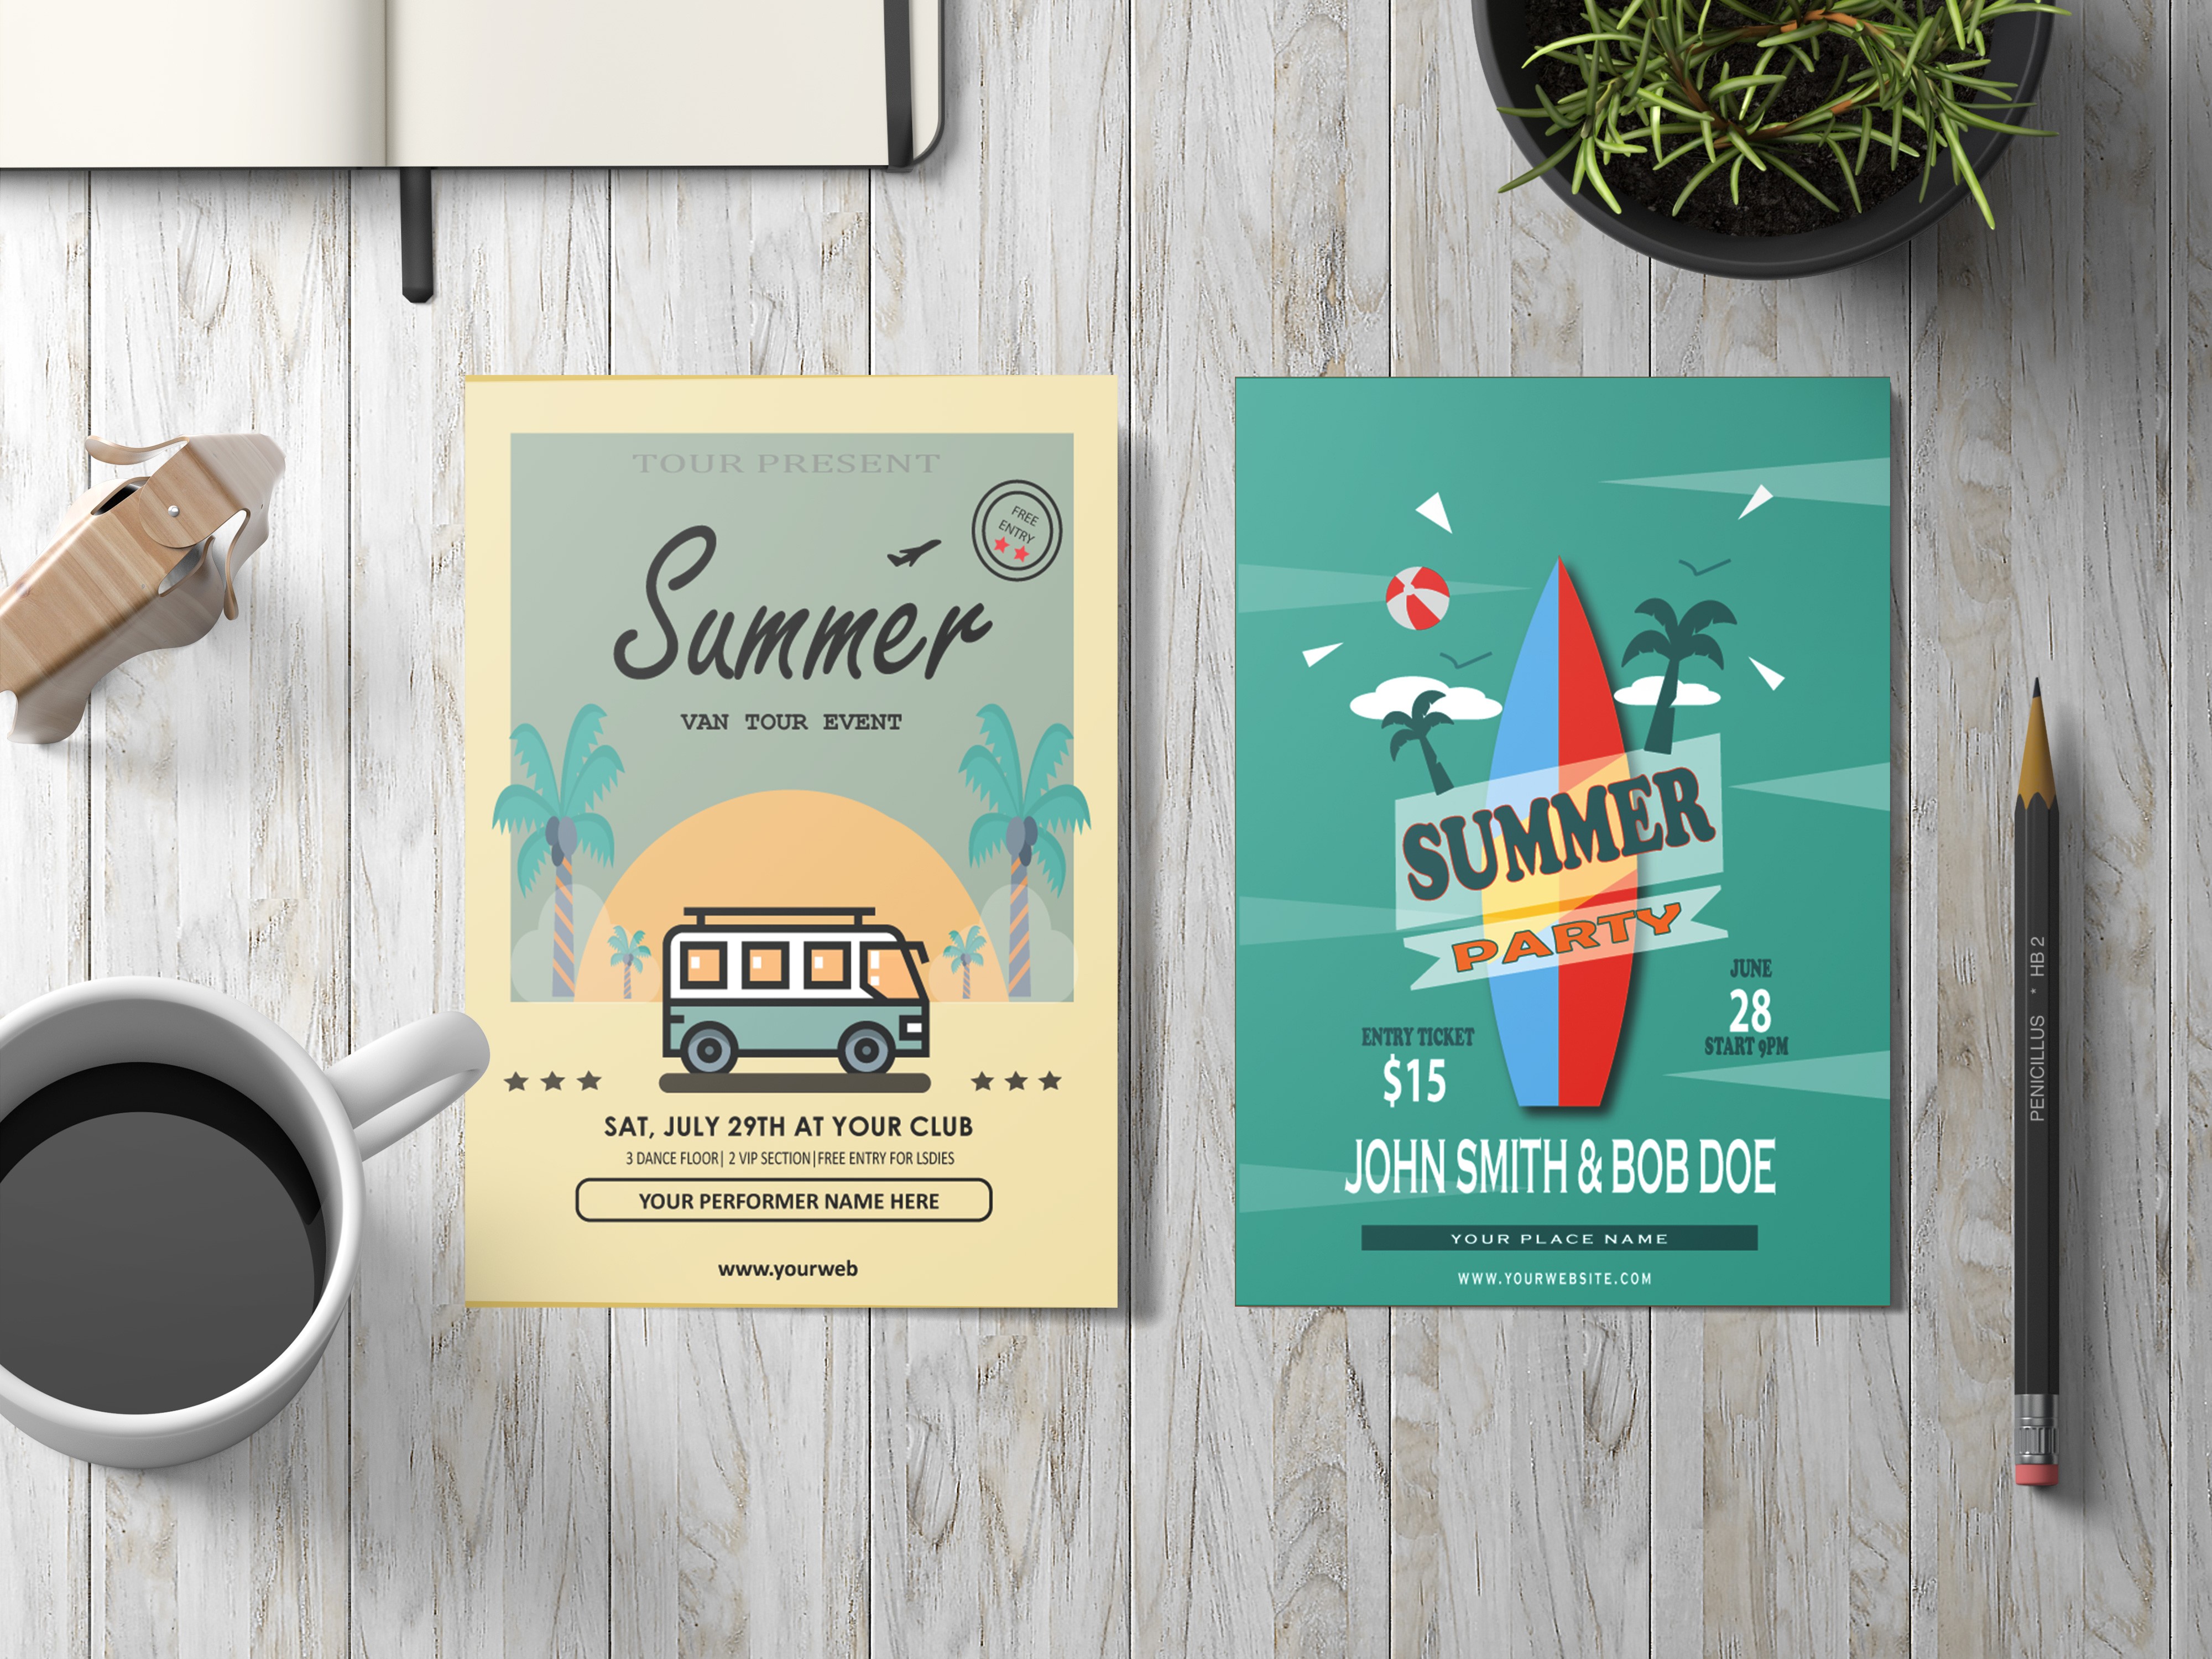 TOUR PRESENT
FREE
ENTRY
Summer
VAN TOUR EVENT
SAT, JULY 29TH AT YOUR CLUB
3 DANCE FLOOR| 2 VIP SECTION|FREE ENTRY FOR LSDIES
YOUR PERFORMER NAME HERE
www.yourweb
SUMMER
PARTY
JUNE
28
START 9PM
ENTRY TICKET
$15
JOHN SMITH & BOB DOE
YOUR PLACE NAME
WWW.YOURWEBSITE.COM
PENICILLUS * HB 2